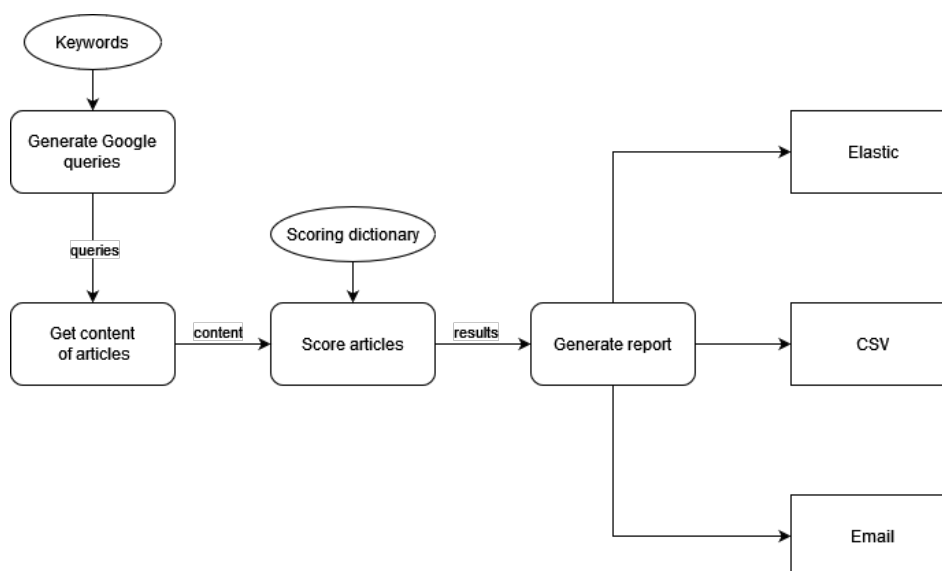 Keywords
Generate Google
queries
queries
Get content
of articles
content
Scoring dictionary
Score articles
results
Generate report
Elastic
CSV
Email